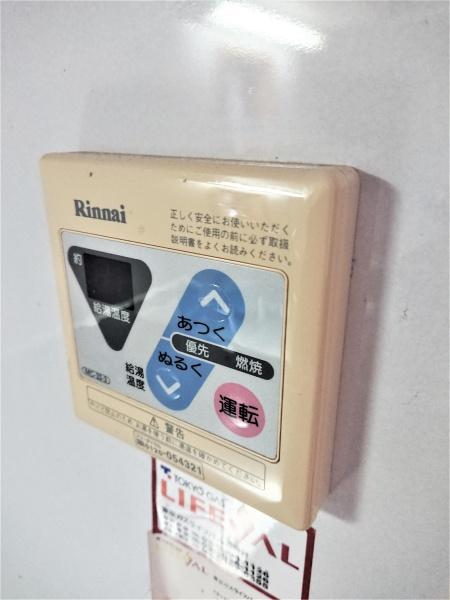 Rinnai
正しく安全にお使いいただく
ためにご使用の前に必ず取扱
説明書をよくお読みください。
約
給湯温度
あつく
優先 燃焼
ぬるく
給湯
温度
運転
警告
0120-054321
TOKYO GAS
LIFEVAL